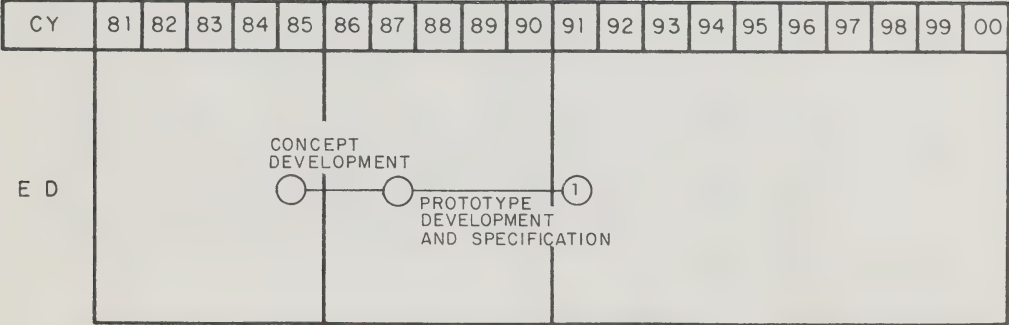 CY 81 82 83 84 85 86 87 88 89 90 91 92 93 94 95 96 97 98 99 00
CONCEPT
DEVELOPMENT
E D
1
PROTOTYPE
DEVELOPMENT
AND SPECIFICATION